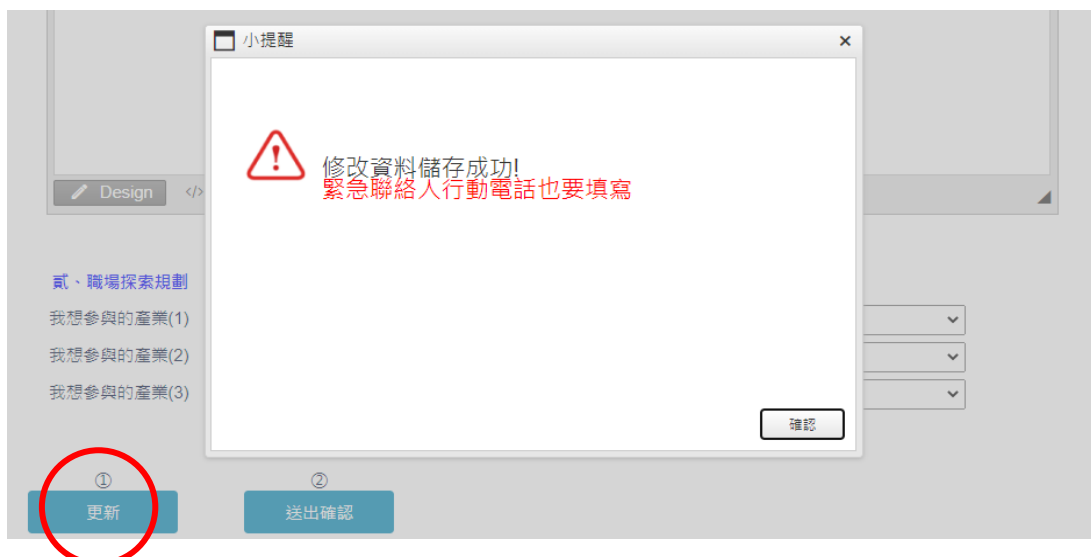 小提醒
×
修改資料儲存成功!
緊急聯絡人行動電話也要填寫
Design </>
貳、職場探索規劃
我想參與的產業(1)
我想參與的產業(2)
我想參與的產業(3)
確認
① ②
更新 送出確認